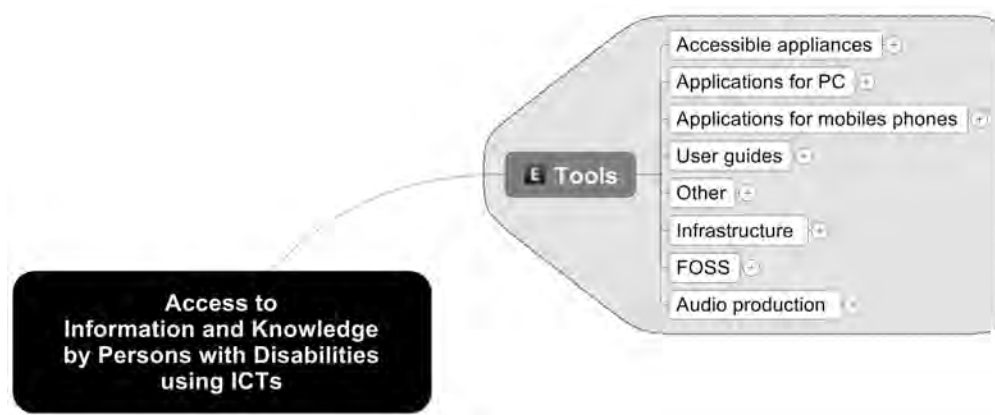 Accessible appliances
Applications for PC
Applications for mobiles phones
User guides
E Tools
Other
Infrastructure
FOSS
Audio production
Access to
Information and Knowledge
by Persons with Disabilities
using ICTs